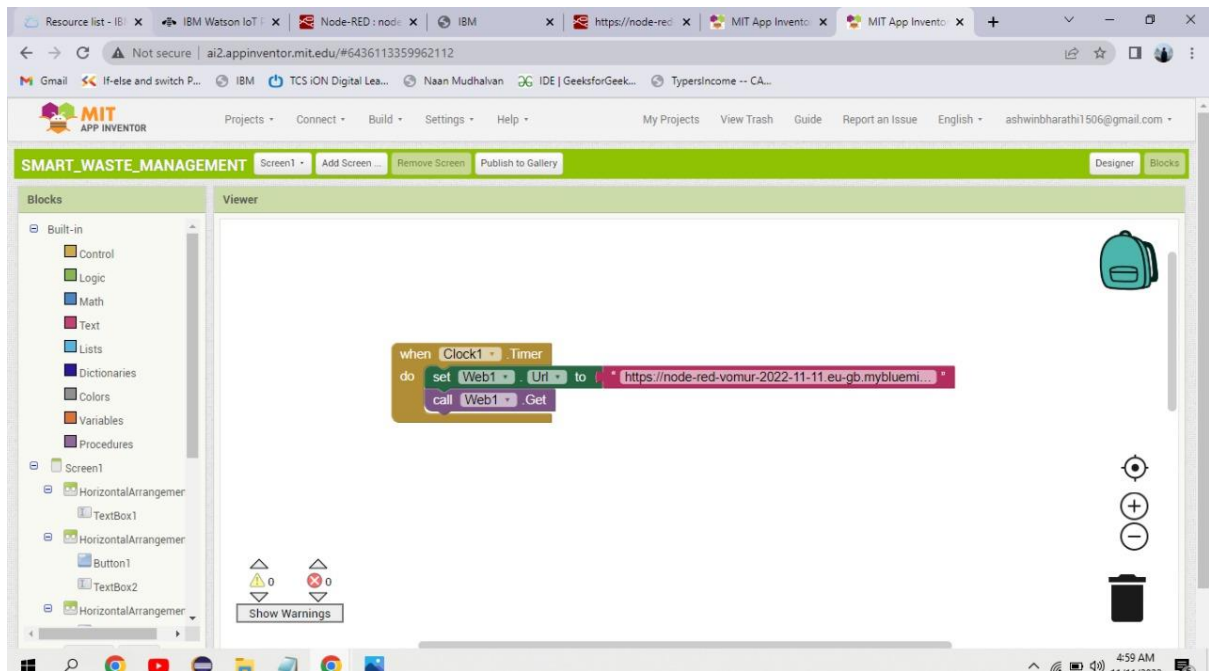 Resource list - IB
IBM Watson IoT P
Node-RED : node
IBM
https://node-red
MIT App Invento
MIT App Invento
Not secure
ai2.appinventor.mit.edu/#6436113359962112
Gmail
If-else and switch P...
IBM
TCS iON Digital Lea...
Naan Mudhalvan
IDE | GeeksforGeek...
TypersIncome -- CA...
MIT
APP INVENTOR
Projects
Connect
Build
Settings
Help
My Projects
View Trash
Guide
Report an Issue
English
ashwinbharathi1506@gmail.com
SMART_WASTE_MANAGEMENT
Screen1
Add Screen ...
Remove Screen
Publish to Gallery
Designer
Blocks
Blocks
Viewer
Built-in
Control
Logic
Math
Text
Lists
Dictionaries
Colors
Variables
Procedures
Screen1
HorizontalArrangemer
TextBox1
HorizontalArrangemer
Button1
TextBox2
HorizontalArrangemer
when Clock1 .Timer
do set Web1 . Url to " https://node-red-vomur-2022-11-11.eu-gb.mybluemi... "
call Web1 .Get
0
0
Show Warnings
4:59 AM